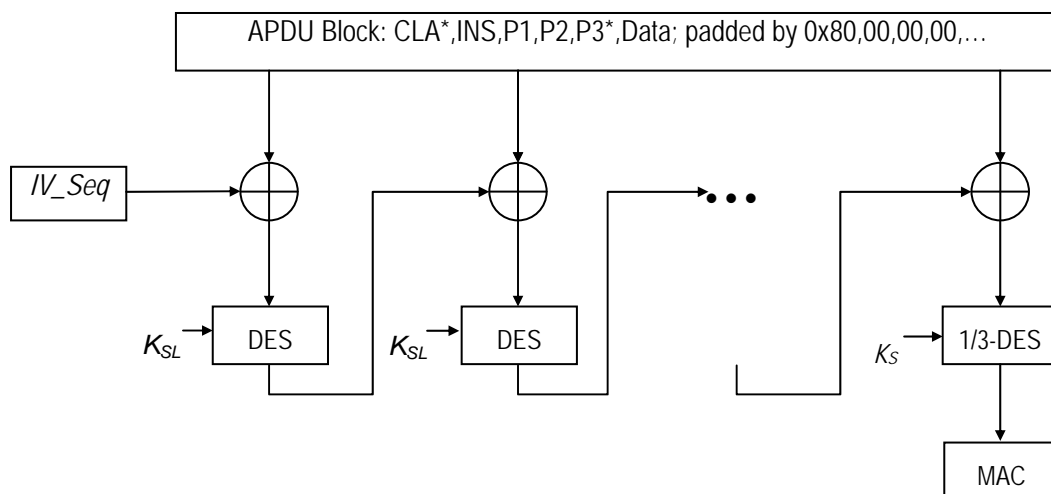 APDU Block: CLA*,INS,P1,P2,P3*,Data; padded by 0x80,00,00,00,…
IV_Seq
•••
KSL
DES
KSL
DES
KS
1/3-DES
MAC